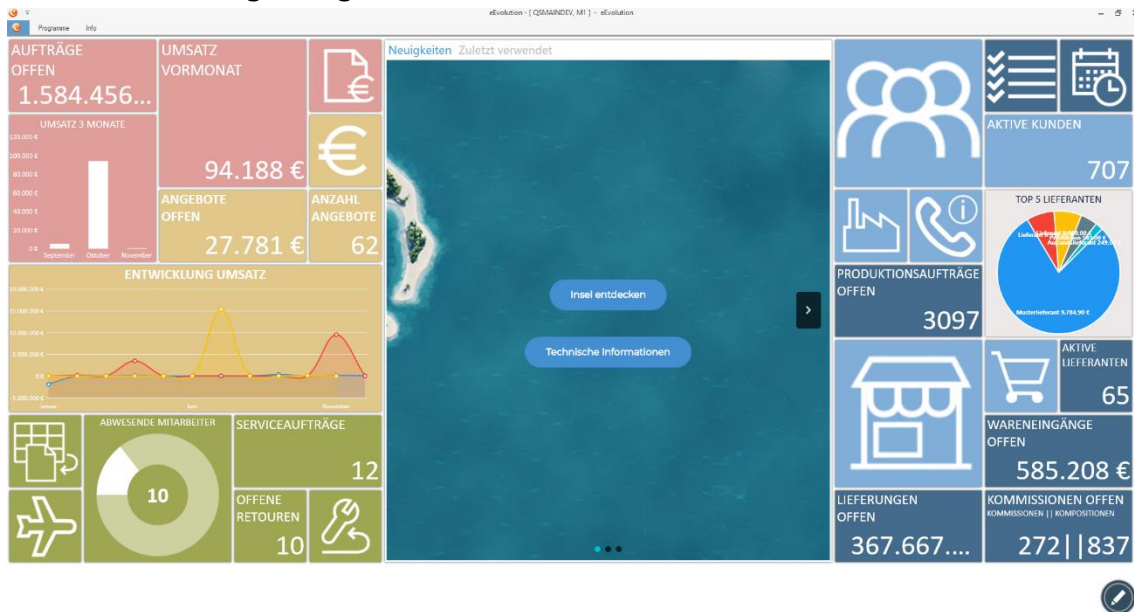 eEvolution - [ QSMAINDEV, M1 ] - eEvolution
Programme Info
AUFTRÄGE
OFFEN
1.584.456...
UMSATZ
VORMONAT
94.188 €
UMSATZ 3 MONATE
120.000 €
100.000 €
80.000 €
60.000 €
40.000 €
20.000 €
0 €
September Oktober November
€
ANGEBOTE
OFFEN
27.781 €
ANZAHL
ANGEBOTE
62
ENTWICKLUNG UMSATZ
20.000.000 €
15.000.000 €
10.000.000 €
5.000.000 €
0 €
-5.000.000 €
Januar Juni November
ABWESENDE MITARBEITER
10
SERVICEAUFTRÄGE
12
OFFENE
RETOUREN
10
Neuigkeiten Zuletzt verwendet
Insel entdecken
Technische Informationen
AKTIVE KUNDEN
707
PRODUKTIONSAUFTRÄGE
OFFEN
3097
TOP 5 LIEFERANTEN
Musterlieferant 9.784,90 €
AKTIVE
LIEFERANTEN
65
WARENEINGÄNGE
OFFEN
585.208 €
LIEFERUNGEN
OFFEN
367.667....
KOMMISSIONEN OFFEN
KOMMISSIONEN || KOMPOSITIONEN
272||837